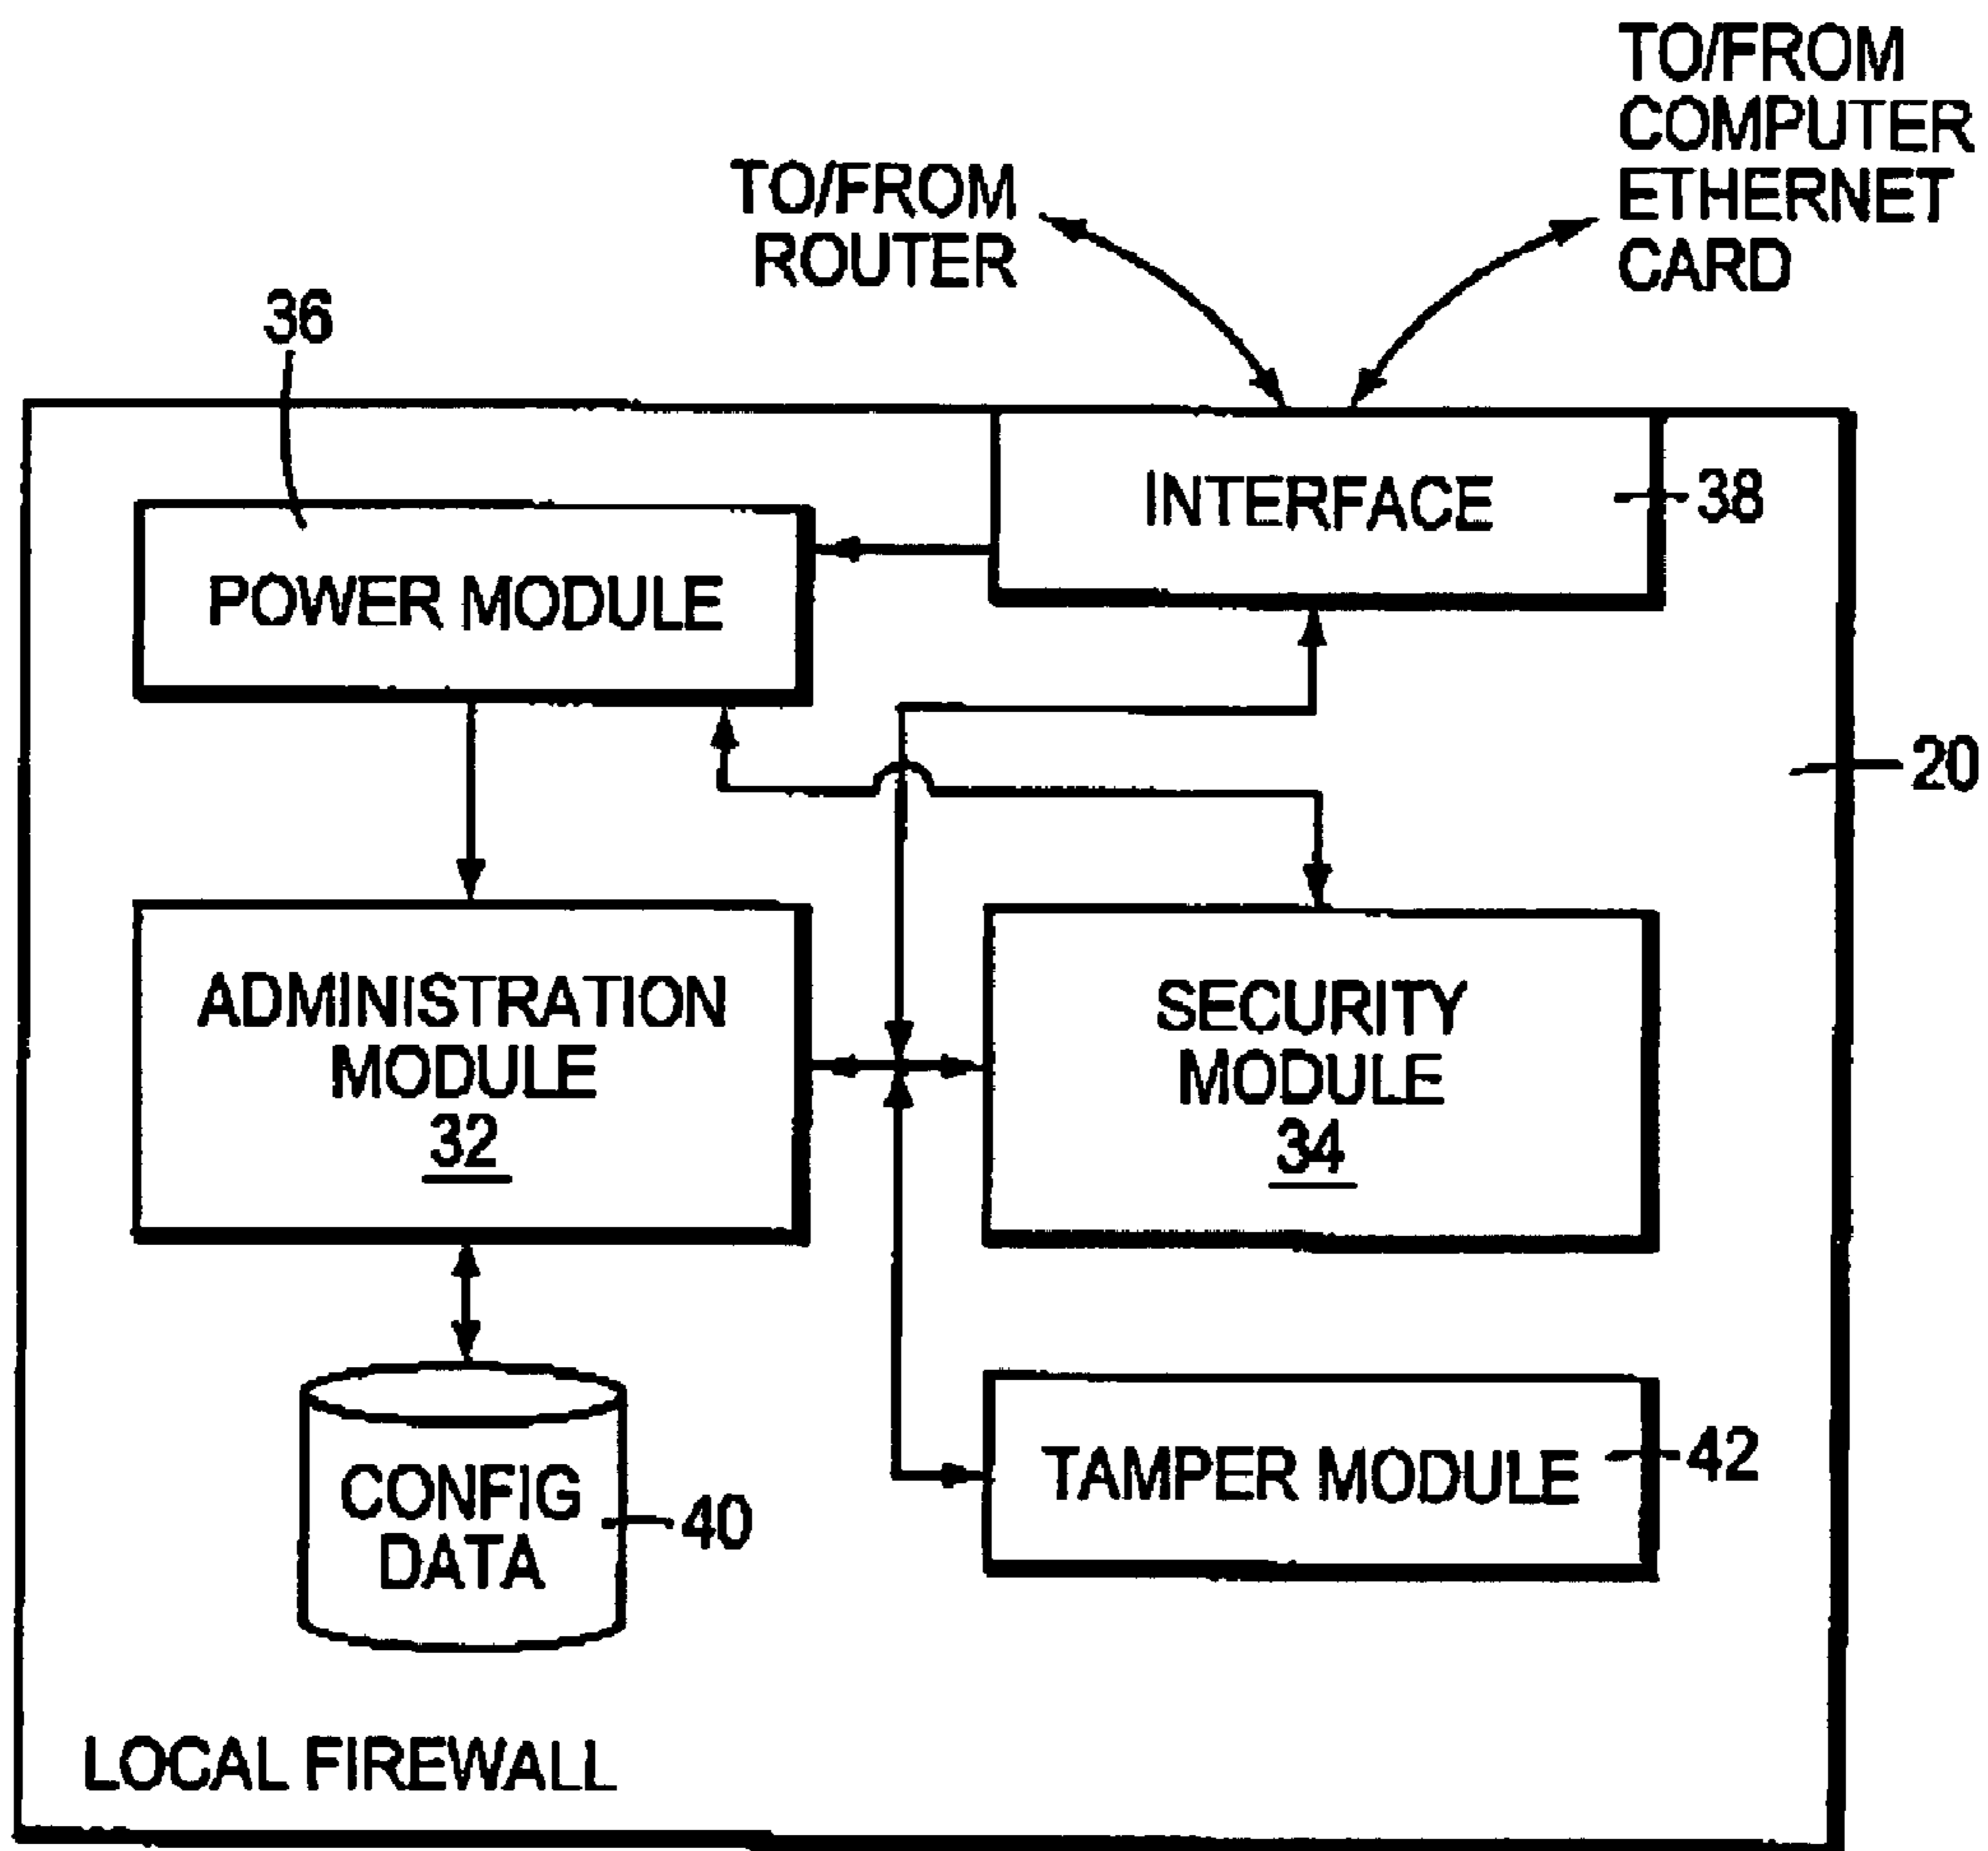 TO/FROM
COMPUTER
ETHERNET
CARD
TO/FROM
ROUTER
36
INTERFACE
38
POWER MODULE
20
ADMINISTRATION
MODULE
32
SECURITY
MODULE
34
TAMPER MODULE
42
CONFIG
DATA
40
LOCAL FIREWALL